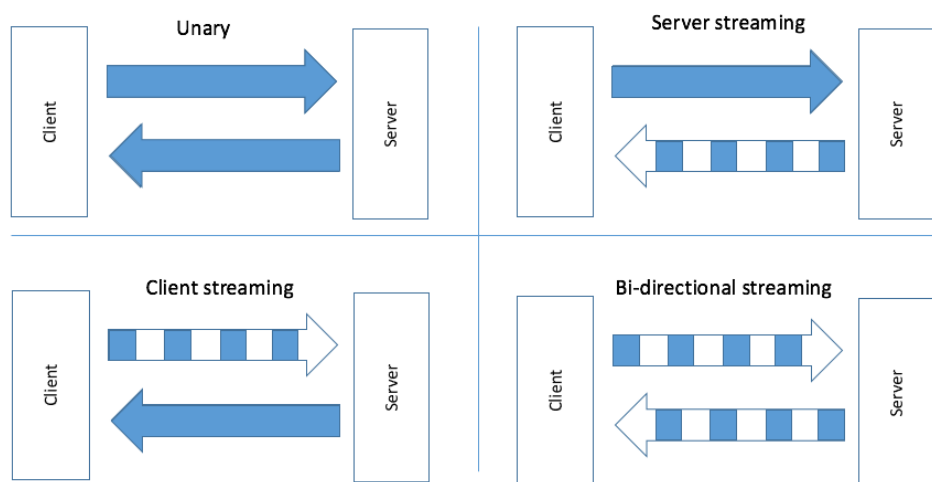 Unary
Client
Server
Server streaming
Client
Server
Client streaming
Client
Server
Bi-directional streaming
Client
Server